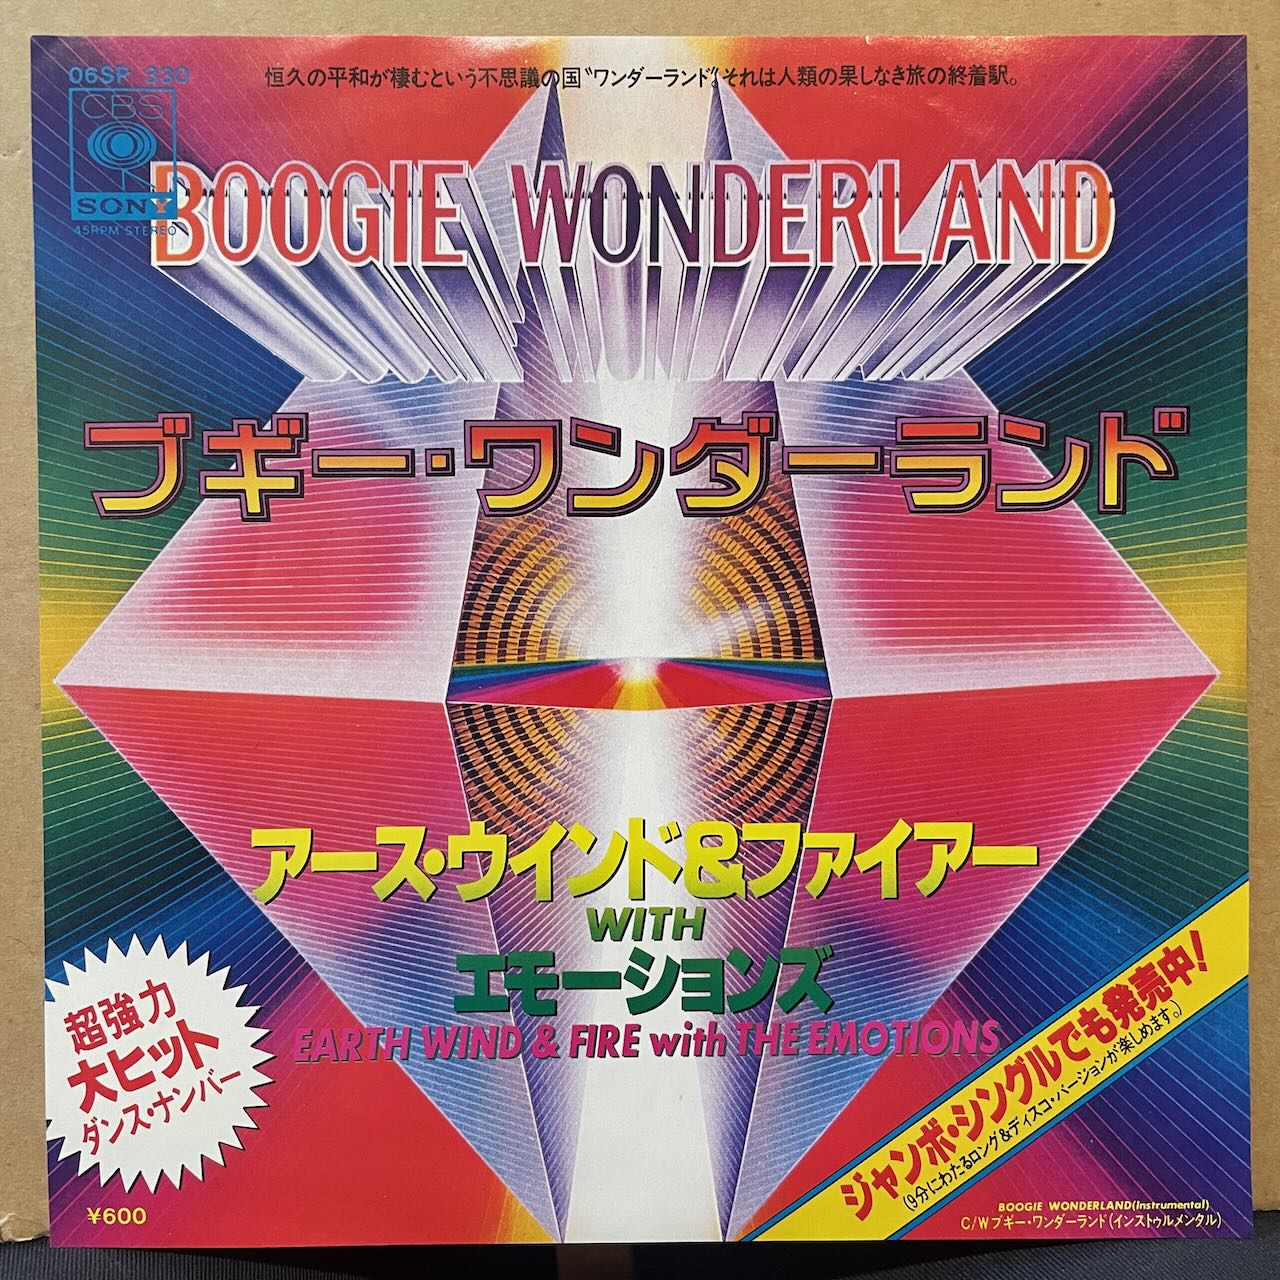 06SP 330
恒久の平和が棲むという不思議の国“ワンダーランド”。それは人類の果しなき旅の終着駅。
CBS
SONY
45RPM STEREO
BOOGIE WONDERLAND
ブギー・ワンダーランド
アース・ウインド&ファイアー
WITH
エモーションズ
EARTH WIND & FIRE with THE EMOTIONS
超強力
大ヒット
ダンス・ナンバー
¥600
ジャンボ・シングルでも発売中!
(9分にわたるロング&ディスコ・バージョンが楽しめます。)
BOOGIE WONDERLAND(Instrumental)
C/W ブギー・ワンダーランド(インストゥルメンタル)